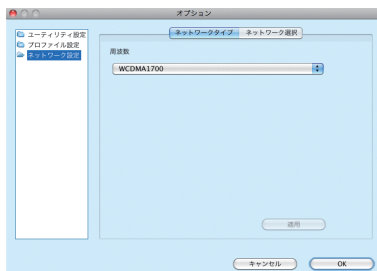 オプション
ユーティリティ設定
プロファイル設定
ネットワーク設定
ネットワークタイプ ネットワーク選択
周波数
WCDMA1700
適用
キャンセル OK